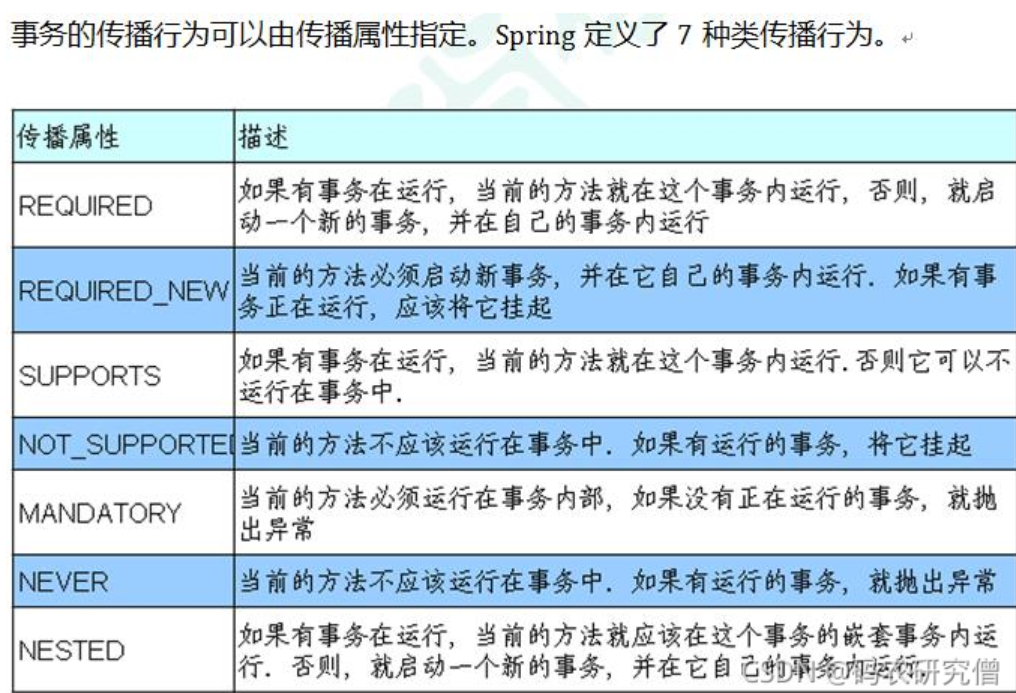 事务的传播行为可以由传播属性指定。Spring 定义了 7 种类传播行为。
传播属性 描述
REQUIRED
如果有事务在运行，当前的方法就在这个事务内运行，否则，就启
动一个新的事务，并在自己的事务内运行
REQUIRED_NEW
当前的方法必须启动新事务，并在它自己的事务内运行. 如果有事
务正在运行，应该将它挂起
SUPPORTS
如果有事务在运行，当前的方法就在这个事务内运行.否则它可以不
运行在事务中.
NOT_SUPPORTED 当前的方法不应该运行在事务中. 如果有运行的事务，将它挂起
MANDATORY
当前的方法必须运行在事务内部，如果没有正在运行的事务，就抛
出异常
NEVER 当前的方法不应该运行在事务中. 如果有运行的事务，就抛出异常
NESTED
如果有事务在运行，当前的方法就应该在这个事务的嵌套事务内运
行. 否则，就启动一个新的事务，并在它自己的事务内运行.
CSDN @码农研究僧